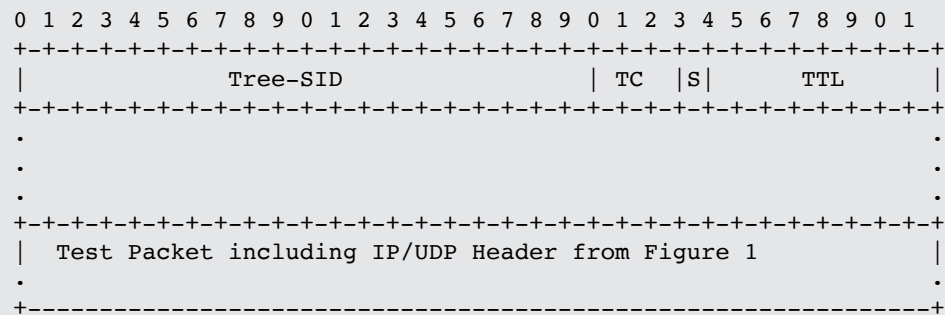 0 1 2 3 4 5 6 7 8 9 0 1 2 3 4 5 6 7 8 9 0 1 2 3 4 5 6 7 8 9 0 1
+-+-+-+-+-+-+-+-+-+-+-+-+-+-+-+-+-+-+-+-+-+-+-+-+-+-+-+-+-+-+-+-+
|              Tree-SID                 | TC  |S|      TTL      |
+-+-+-+-+-+-+-+-+-+-+-+-+-+-+-+-+-+-+-+-+-+-+-+-+-+-+-+-+-+-+-+-+
.                                                               .
.                                                               .
.                                                               .
+-+-+-+-+-+-+-+-+-+-+-+-+-+-+-+-+-+-+-+-+-+-+-+-+-+-+-+-+-+-+-+-+
|  Test Packet including IP/UDP Header from Figure 1            |
.                                                               .
+---------------------------------------------------------------+